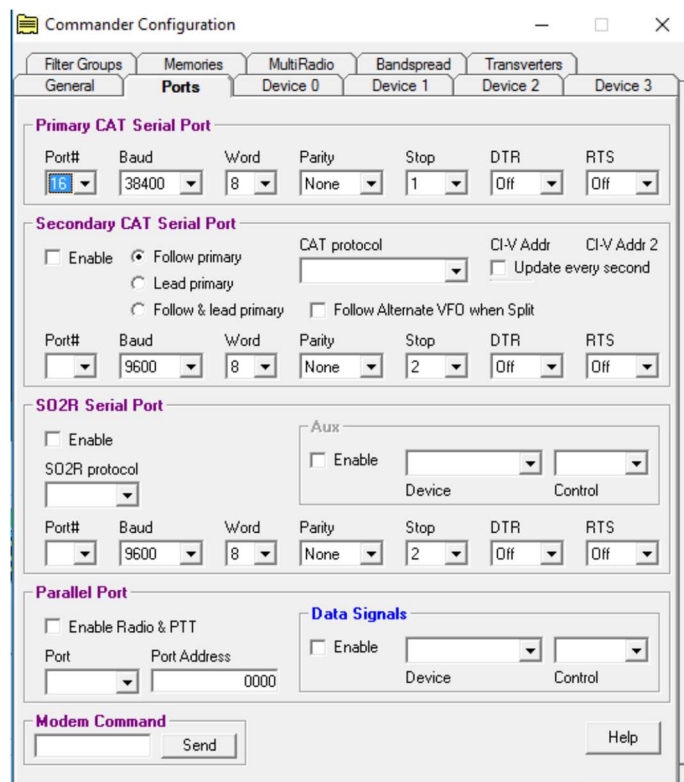 Commander Configuration
Filter Groups Memories MultiRadio Bandspread Transverters
General Ports Device 0 Device 1 Device 2 Device 3
Primary CAT Serial Port
Port# Baud Word Parity Stop DTR RTS
16 38400 8 None 1 Off Off
Secondary CAT Serial Port
Enable Follow primary CAT protocol CI-V Addr CI-V Addr 2
Update every second
Lead primary
Follow & lead primary Follow Alternate VFO when Split
Port# Baud Word Parity Stop DTR RTS
9600 8 None 2 Off Off
SO2R Serial Port
Enable
Aux
Enable
SO2R protocol
Device Control
Port# Baud Word Parity Stop DTR RTS
9600 8 None 2 Off Off
Parallel Port
Enable Radio & PTT
Data Signals
Enable
Port Port Address
0000
Device Control
Modem Command
Send
Help